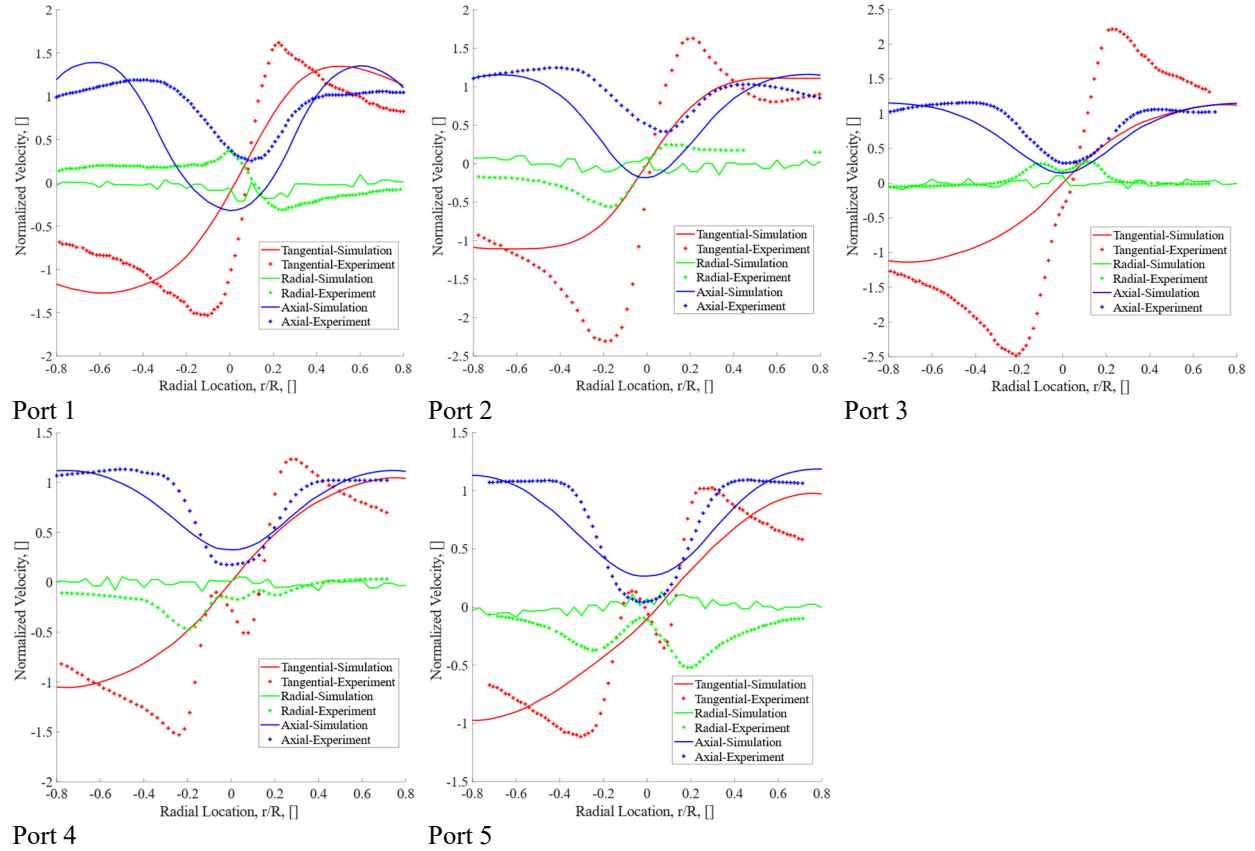 2
1.5
1
0.5
0
-0.5
-1
-1.5
-2
Normalized Velocity, []
-0.8 -0.6 -0.4 -0.2 0 0.2 0.4 0.6 0.8
Radial Location, r/R, []
Tangential-Simulation
Tangential-Experiment
Radial-Simulation
Radial-Experiment
Axial-Simulation
Axial-Experiment
Port 1
2
1.5
1
0.5
0
-0.5
-1
-1.5
-2
-2.5
Normalized Velocity, []
-0.8 -0.6 -0.4 -0.2 0 0.2 0.4 0.6 0.8
Radial Location, r/R, []
Tangential-Simulation
Tangential-Experiment
Radial-Simulation
Radial-Experiment
Axial-Simulation
Axial-Experiment
Port 2
2.5
2
1.5
1
0.5
0
-0.5
-1
-1.5
-2
-2.5
Normalized Velocity, []
-0.8 -0.6 -0.4 -0.2 0 0.2 0.4 0.6 0.8
Radial Location, r/R, []
Tangential-Simulation
Tangential-Experiment
Radial-Simulation
Radial-Experiment
Axial-Simulation
Axial-Experiment
Port 3
1.5
1
0.5
0
-0.5
-1
-1.5
-2
Normalized Velocity, []
-0.8 -0.6 -0.4 -0.2 0 0.2 0.4 0.6 0.8
Radial Location, r/R, []
Tangential-Simulation
Tangential-Experiment
Radial-Simulation
Radial-Experiment
Axial-Simulation
Axial-Experiment
Port 4
1.5
1
0.5
0
-0.5
-1
-1.5
Normalized Velocity, []
-0.8 -0.6 -0.4 -0.2 0 0.2 0.4 0.6 0.8
Radial Location, r/R, []
Tangential-Simulation
Tangential-Experiment
Radial-Simulation
Radial-Experiment
Axial-Simulation
Axial-Experiment
Port 5